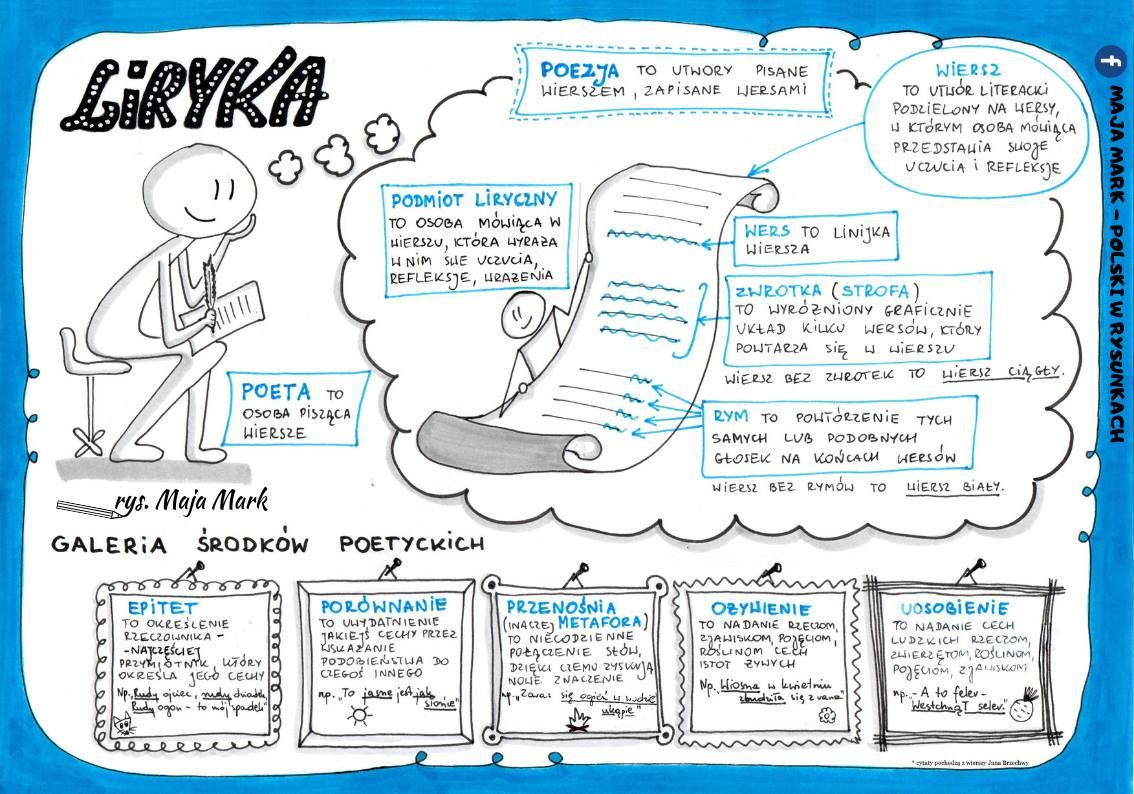 LIRYKA
POEZJA TO UTWORY PISANE
WIERSZEM, ZAPISANE WERSAMI
WIERSZ
TO UTWÓR LITERACKI
PODZIELONY NA WERSY,
W KTÓRYM OSOBA MÓWIĄCA
PRZEDSTAWIA SWOJE
UCZUCIA I REFLEKSJE
MAJA MARK - POLSKI W RYSUNKACH
PODMIOT LIRYCZNY
TO OSOBA MÓWIĄCA W
WIERSZU, KTÓRA WYRAŻA
W NIM SWE UCZUCIA,
REFLEKSJE, WRAŻENIA
WERS TO LINIJKA
WIERSZA
ZWROTKA (STROFA)
TO WYRÓŻNIONY GRAFICZNIE
UKŁAD KILKU WERSÓW, KTÓRY
POWTARZA SIĘ W WIERSZU
WIERSZ BEZ ZWROTEK TO WIERSZ CIĄGŁY.
POETA TO
OSOBA PISZĄCA
WIERSZE
RYM TO POWTÓRZENIE TYCH
SAMYCH LUB PODOBNYCH
GŁOSEK NA KOŃCACH WERSÓW
WIERSZ BEZ RYMÓW TO WIERSZ BIAŁY.
rys. Maja Mark
GALERIA ŚRODKÓW POETYCKICH
EPITET
TO OKREŚLENIE
RZECZOWNIKA -
-NAJCZĘŚCIEJ
PRZYMIOTNIK, KTÓRY
OKREŚLA JEGO CECHY
Np. „Rudy ojciec, rudy dziadek,
Rudy ogon - to mój spadek"
PORÓWNANIE
TO UWYDATNIENIE
JAKIEJŚ CECHY PRZEZ
WSKAZANIE
PODOBIEŃSTWA DO
CZEGOŚ INNEGO
np. „To jasne jest jak
słońce"
PRZENOŚNIA
(INACZEJ METAFORA)
TO NIECODZIENNE
POŁĄCZENIE SŁÓW,
DZIĘKI CZEMU ZYSKUJĄ
NOWE ZNACZENIE
np. „Zaraz się ogień w wodzie
ukąpie"
OŻYWIENIE
TO NADANIE RZECZOM,
ZJAWISKOM, POJĘCIOM,
ROŚLINOM CECH
ISTOT ŻYWYCH
Np. „Wiosna w kwietniu
zbudziła się z rana"
UOSOBIENIE
TO NADANIE CECH
LUDZKICH RZECZOM,
ZWIERZĘTOM, ROŚLINOM,
POJĘCIOM, ZJAWISKOM
np. „- A to feler -
Westchnął seler."
* cytaty pochodzą z wierszy Jana Brzechwy